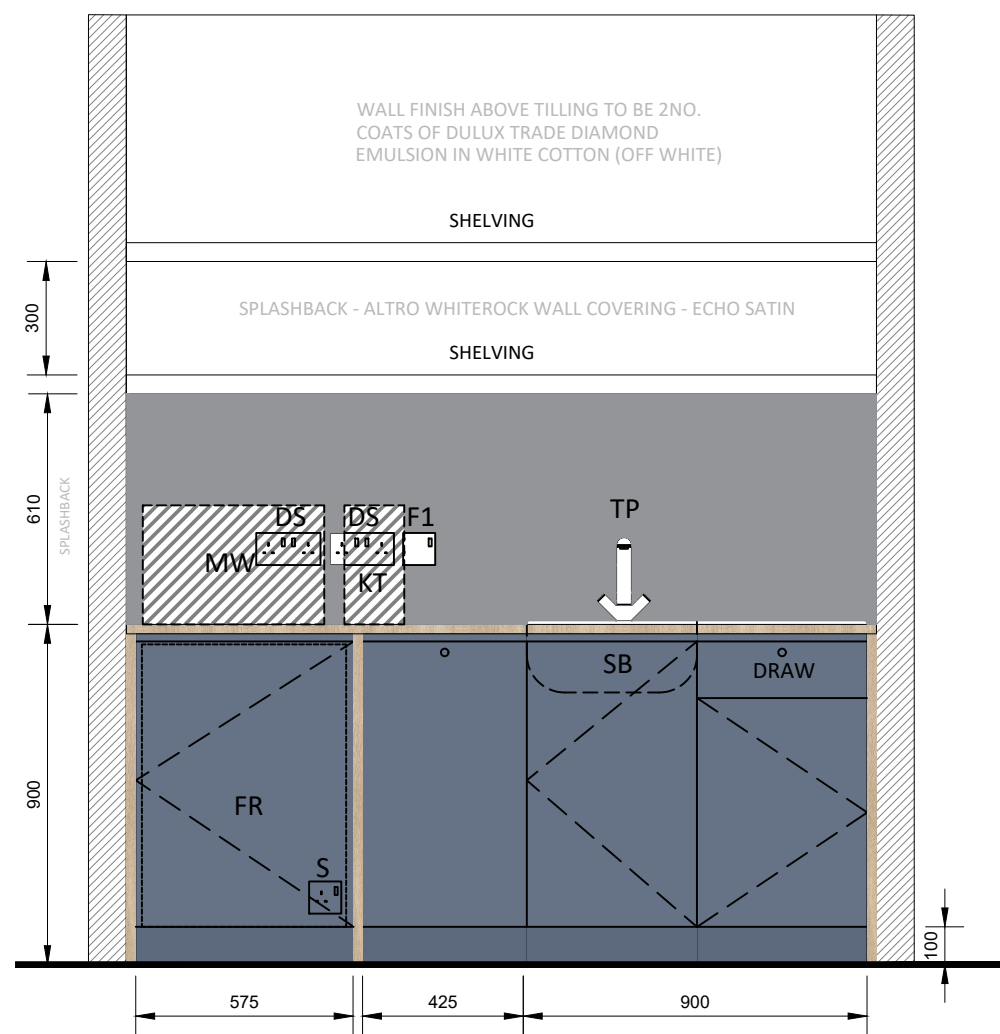 WALL FINISH ABOVE TILLING TO BE 2NO.
COATS OF DULUX TRADE DIAMOND
EMULSION IN WHITE COTTON (OFF WHITE)
SHELVING
300
SPLASHBACK - ALTRO WHITEROCK WALL COVERING - ECHO SATIN
SHELVING
610
SPLASHBACK
DS
DS
F1
TP
MW
KT
SB
DRAW
900
FR
S
100
575
425
900